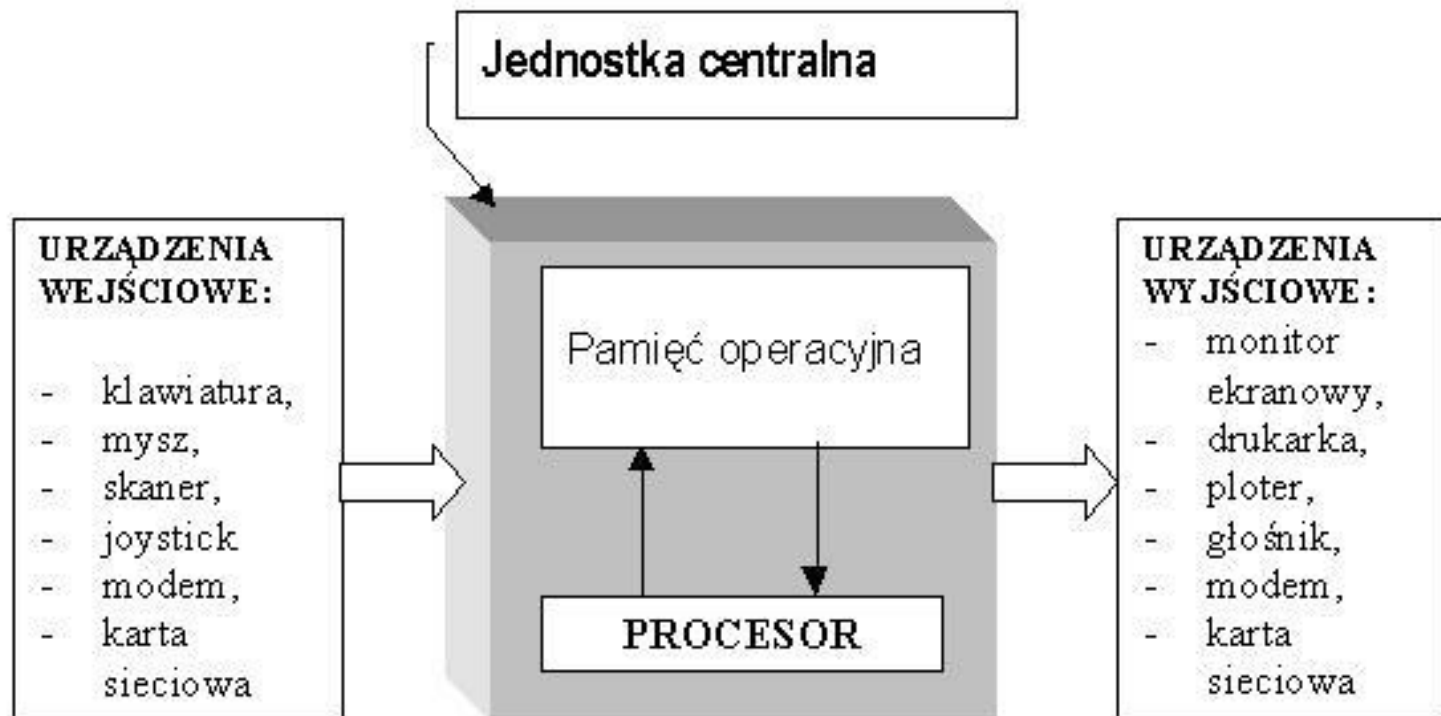 Jednostka centralna
URZĄDZENIA
WEJŚCIOWE:
- klawiatura,
- mysz,
- skaner,
- joystick
- modem,
- karta
sieciowa
Pamięć operacyjna
PROCESOR
URZĄDZENIA
WYJŚCIOWE:
- monitor
ekranowy,
- drukarka,
- ploter,
- głośnik,
- modem,
- karta
sieciowa